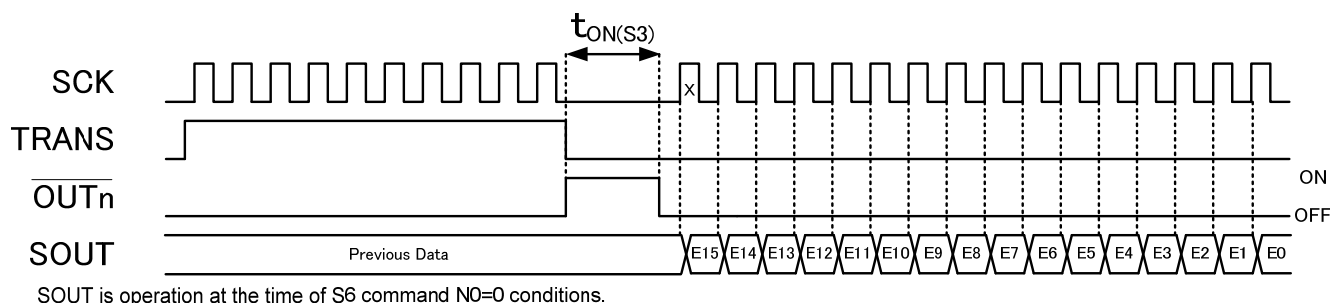 tON(S3)
SCK
X
TRANS
ON
OUTn
OFF
SOUT Previous Data E15 E14 E13 E12 E11 E10 E9 E8 E7 E6 E5 E4 E3 E2 E1 E0
SOUT is operation at the time of S6 command N0=0 conditions.